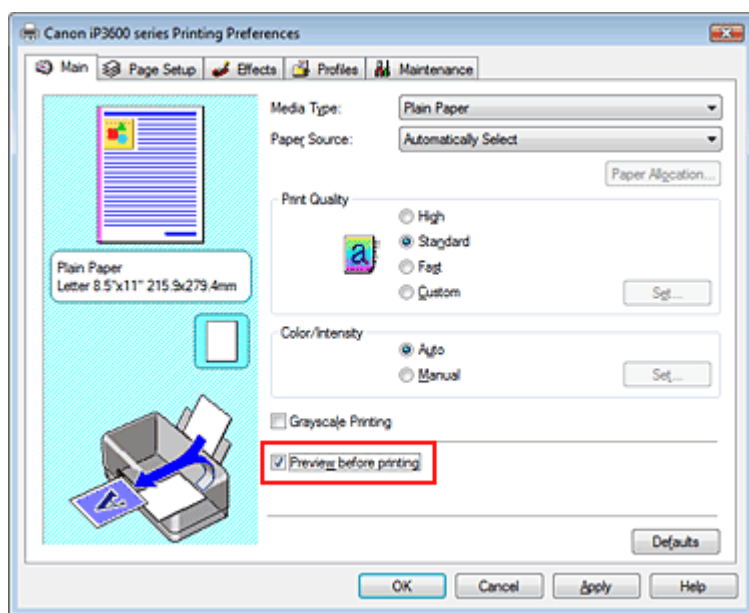 Canon iP3600 series Printing Preferences
Main Page Setup Effects Profiles Maintenance
Media Type: Plain Paper
Paper Source: Automatically Select
Paper Allocation...
Print Quality
High
a Standard
Fast
Custom Set...
Plain Paper
Letter 8.5"x11" 215.9x279.4mm
Color/Intensity
Auto
Manual Set...
Grayscale Printing
Preview before printing
Defaults
OK Cancel Apply Help